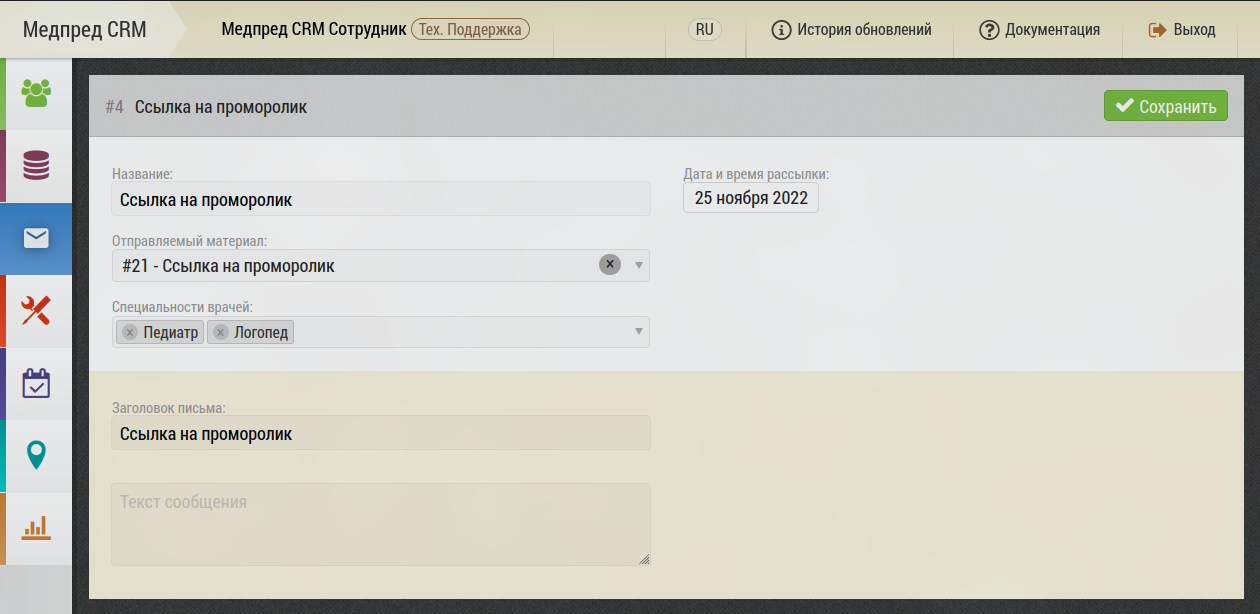 Медпред CRM
Медпред CRM Сотрудник Тех. Поддержка
RU
История обновлений
Документация
Выход
#4 Ссылка на проморолик
Сохранить
Название:
Ссылка на проморолик
Дата и время рассылки:
25 ноября 2022
Отправляемый материал:
#21 - Ссылка на проморолик
Специальности врачей:
Педиатр Логопед
Заголовок письма:
Ссылка на проморолик
Текст сообщения